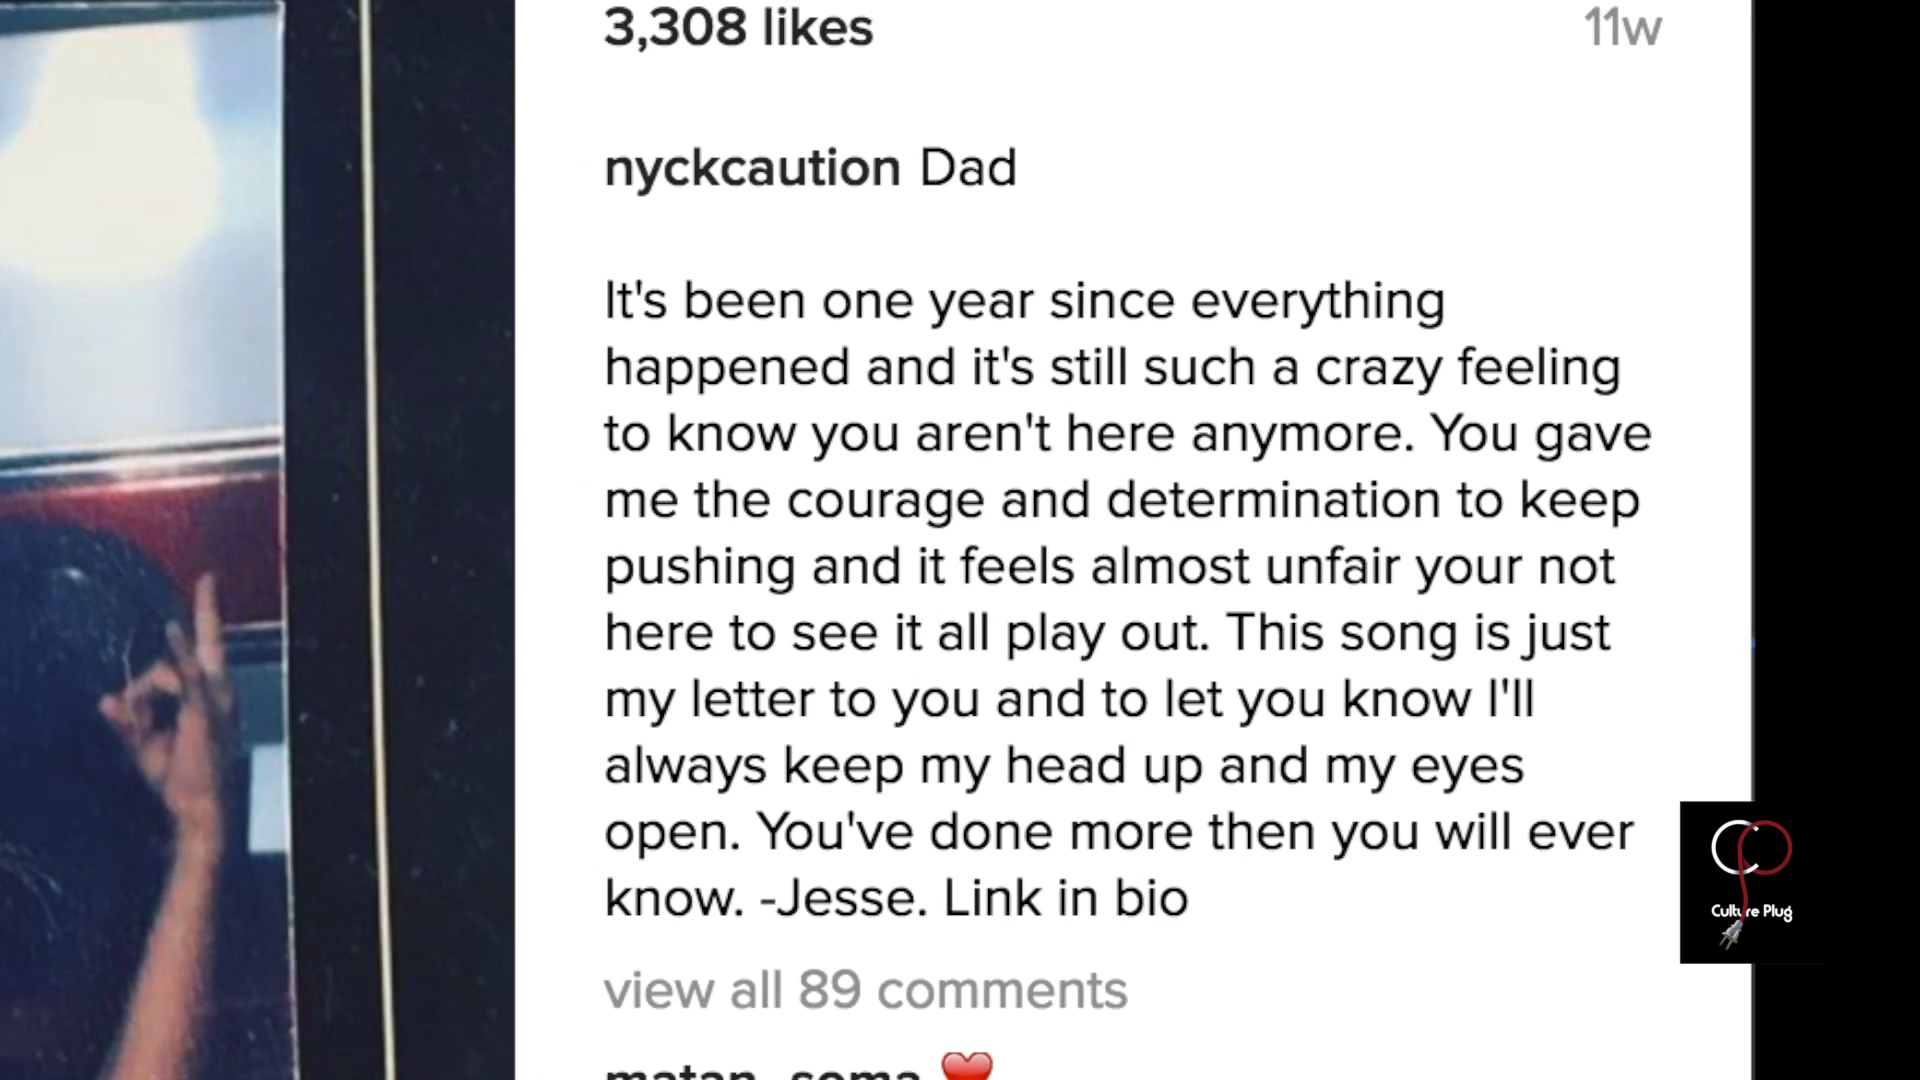 3,308 likes 11w
nyckcaution Dad
It's been one year since everything
happened and it's still such a crazy feeling
to know you aren't here anymore. You gave
me the courage and determination to keep
pushing and it feels almost unfair your not
here to see it all play out. This song is just
my letter to you and to let you know I'll
always keep my head up and my eyes
open. You've done more then you will ever
know. -Jesse. Link in bio
view all 89 comments
matan_soma ❤️
Culture Plug